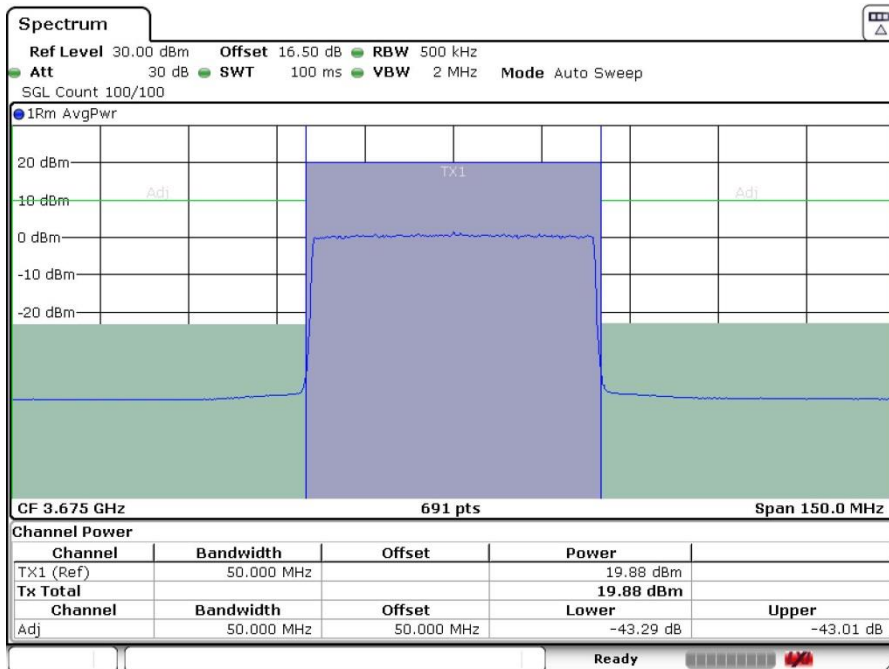 Spectrum
Ref Level 30.00 dBm Offset 16.50 dB RBW 500 kHz
Att 30 dB SWT 100 ms VBW 2 MHz Mode Auto Sweep
SGL Count 100/100
1Rm AvgPwr
20 dBm
TX1
Adj Adj
10 dBm
0 dBm
-10 dBm
-20 dBm
CF 3.675 GHz 691 pts Span 150.0 MHz
Channel Power
Channel Bandwidth Offset Power
TX1 (Ref) 50.000 MHz 19.88 dBm
Tx Total 19.88 dBm
Channel Bandwidth Offset Lower Upper
Adj 50.000 MHz 50.000 MHz -43.29 dB -43.01 dB
Ready